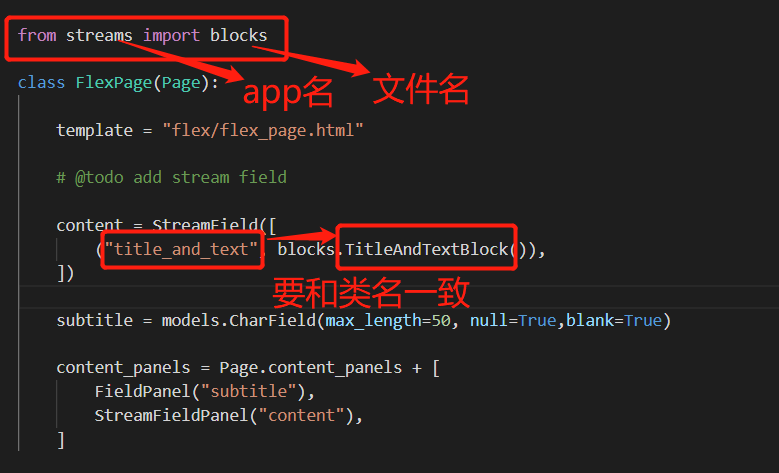 from streams import blocks
app名
文件名
class FlexPage(Page):
template = "flex/flex_page.html"
# @todo add stream field
content = StreamField([
("title_and_text", blocks.TitleAndTextBlock()),
])
要和类名一致
subtitle = models.CharField(max_length=50, null=True,blank=True)
content_panels = Page.content_panels + [
FieldPanel("subtitle"),
StreamFieldPanel("content"),
]